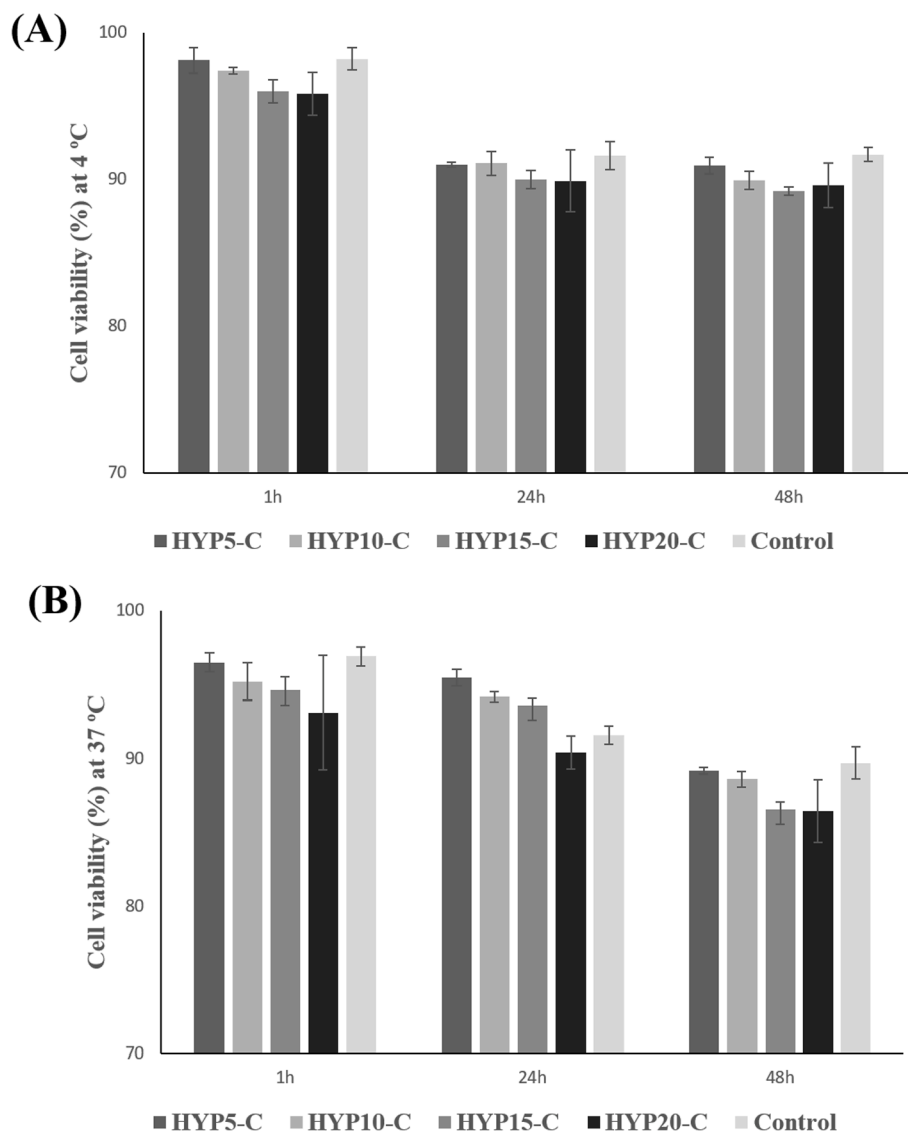 (A)
100
90
80
70
Cell viability (%) at 4 ºC
1h 24h 48h
HYP5-C HYP10-C HYP15-C HYP20-C Control
(B)
100
90
80
70
Cell viability (%) at 37 ºC
1h 24h 48h
HYP5-C HYP10-C HYP15-C HYP20-C Control